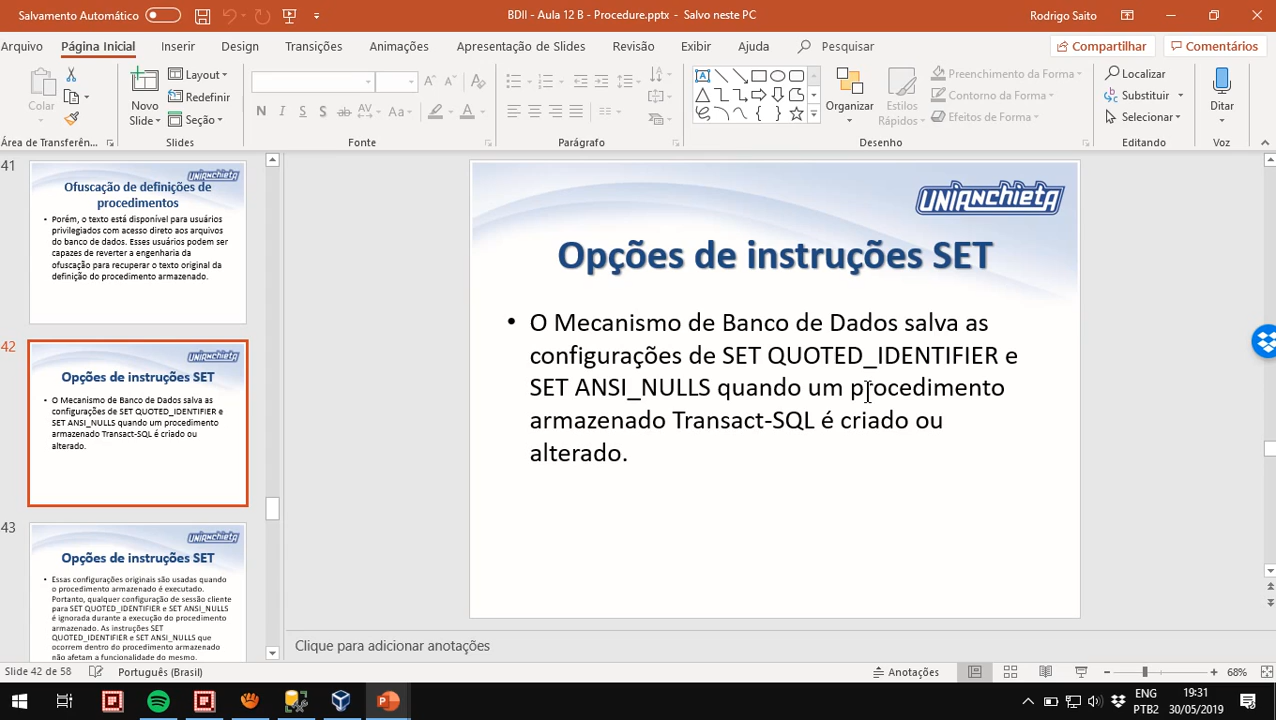 Salvamento Automático
BDII - Aula 12 B - Procedure.pptx - Salvo neste PC
Rodrigo Saito
Arquivo Página Inicial Inserir Design Transições Animações Apresentação de Slides Revisão Exibir Ajuda Pesquisar Compartilhar Comentários
Colar
Novo Slide
Layout
Redefinir
Seção
N I S S ab AV Aa A
Organizar
Estilos Rápidos
Preenchimento da Forma
Contorno da Forma
Efeitos de Forma
Localizar
Substituir
Selecionar
Ditar
Área de Transferên...
Slides
Fonte
Parágrafo
Desenho
Editando
Voz
41
UNIANCHIETA
Ofuscação de definições de
procedimentos
• Porém, o texto está disponível para usuários
privilegiados com acesso direto aos arquivos
do banco de dados. Esses usuários podem ser
capazes de reverter a engenharia da
ofuscação para recuperar o texto original da
definição do procedimento armazenado.
42
UNIANCHIETA
Opções de instruções SET
• O Mecanismo de Banco de Dados salva as
configurações de SET QUOTED_IDENTIFIER e
SET ANSI_NULLS quando um procedimento
armazenado Transact-SQL é criado ou
alterado.
43
UNIANCHIETA
Opções de instruções SET
• Essas configurações originais são usadas quando
o procedimento armazenado é executado.
Portanto, qualquer configuração de sessão cliente
para SET QUOTED_IDENTIFIER e SET ANSI_NULLS
é ignorada durante a execução do procedimento
armazenado. As instruções SET
QUOTED_IDENTIFIER e SET ANSI_NULLS que
ocorrem dentro do procedimento armazenado
não afetam a funcionalidade do mesmo.
UNIANCHIETA
Opções de instruções SET
• O Mecanismo de Banco de Dados salva as
configurações de SET QUOTED_IDENTIFIER e
SET ANSI_NULLS quando um procedimento
armazenado Transact-SQL é criado ou
alterado.
Clique para adicionar anotações
Slide 42 de 58
Português (Brasil)
Anotações
68%
ENG
PTB2
19:31
30/05/2019